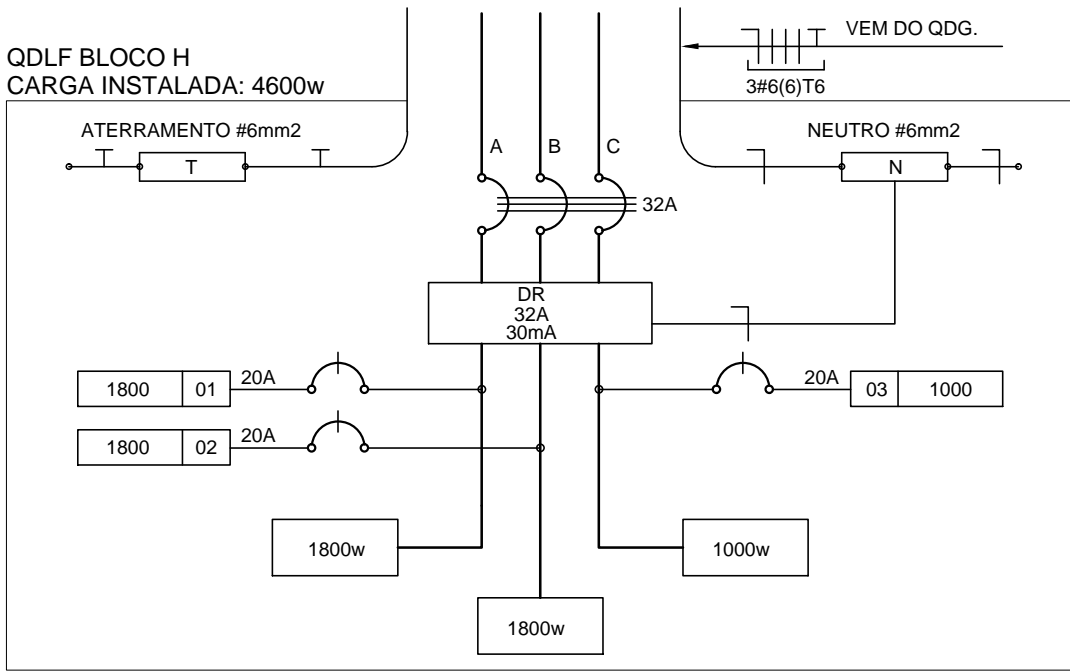 QDLF BLOCO H
CARGA INSTALADA: 4600w
VEM DO QDG.
3#6(6)T6
ATERRAMENTO #6mm2
T
A
B
C
NEUTRO #6mm2
N
32A
DR
32A
30mA
1800 01 20A
20A 03 1000
1800 02 20A
1800w
1000w
1800w